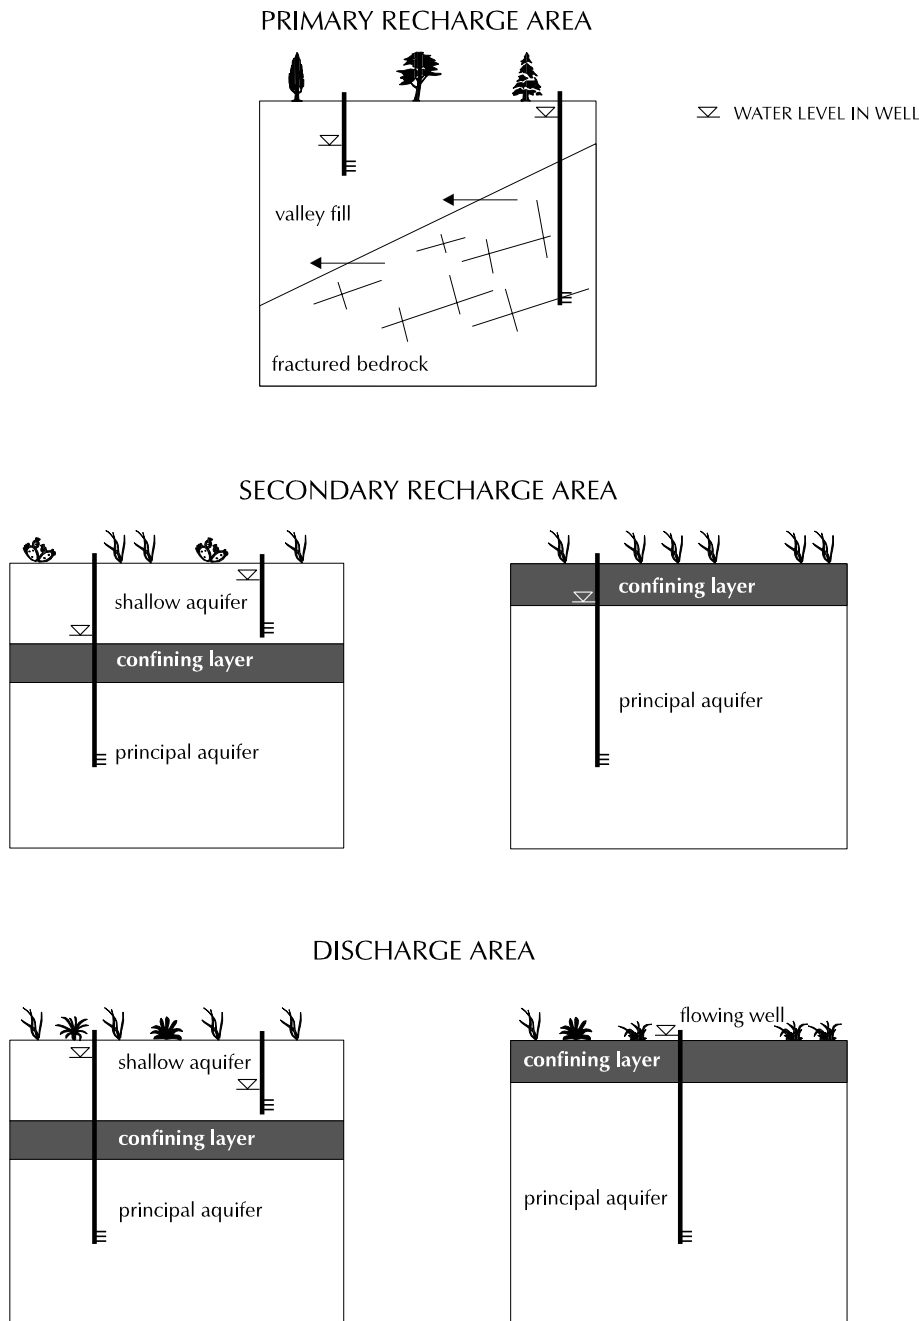 PRIMARY RECHARGE AREA
WATER LEVEL IN WELL
valley fill
fractured bedrock
SECONDARY RECHARGE AREA
shallow aquifer
confining layer
principal aquifer
confining layer
principal aquifer
DISCHARGE AREA
shallow aquifer
confining layer
principal aquifer
flowing well
confining layer
principal aquifer